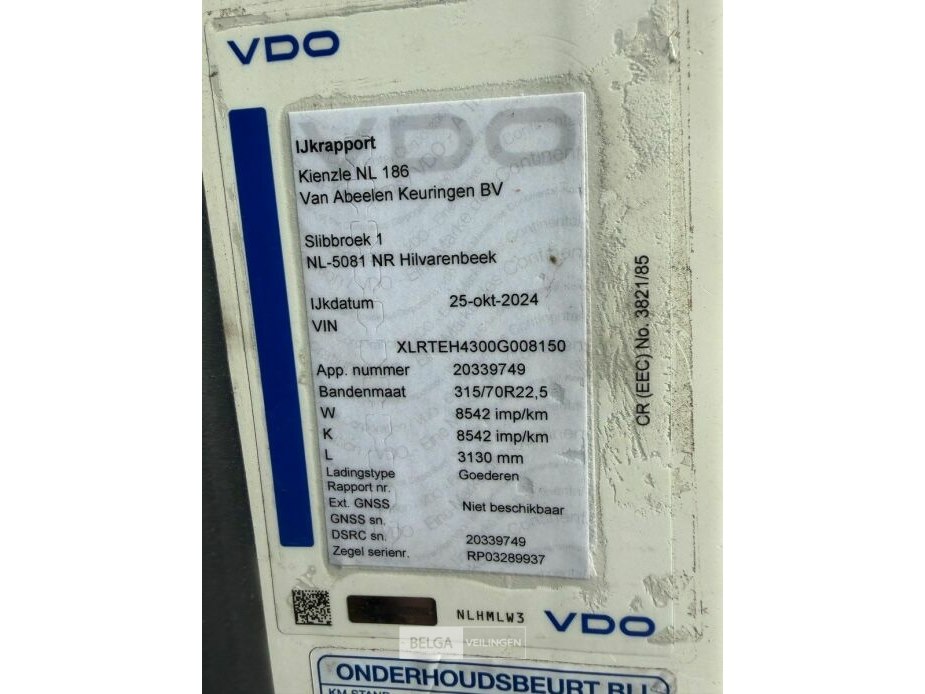 VDO
IJkrapport
Kienzle NL 186
Van Abeelen Keuringen BV
Slibbroek 1
NL-5081 NR Hilvarenbeek
IJkdatum 25-okt-2024
VIN
XLRTEH4300G008150
App. nummer 20339749
Bandenmaat 315/70R22,5
W 8542 imp/km
K 8542 imp/km
L 3130 mm
Ladingstype Goederen
Rapport nr.
Ext. GNSS Niet beschikbaar
GNSS sn.
DSRC sn. 20339749
Zegel serienr. RP03289937
CR (EEC) No. 3821/85
NLHMLW3
VDO
BELGA VEILINGEN
ONDERHOUDSBEURT BIJ
KM STAND